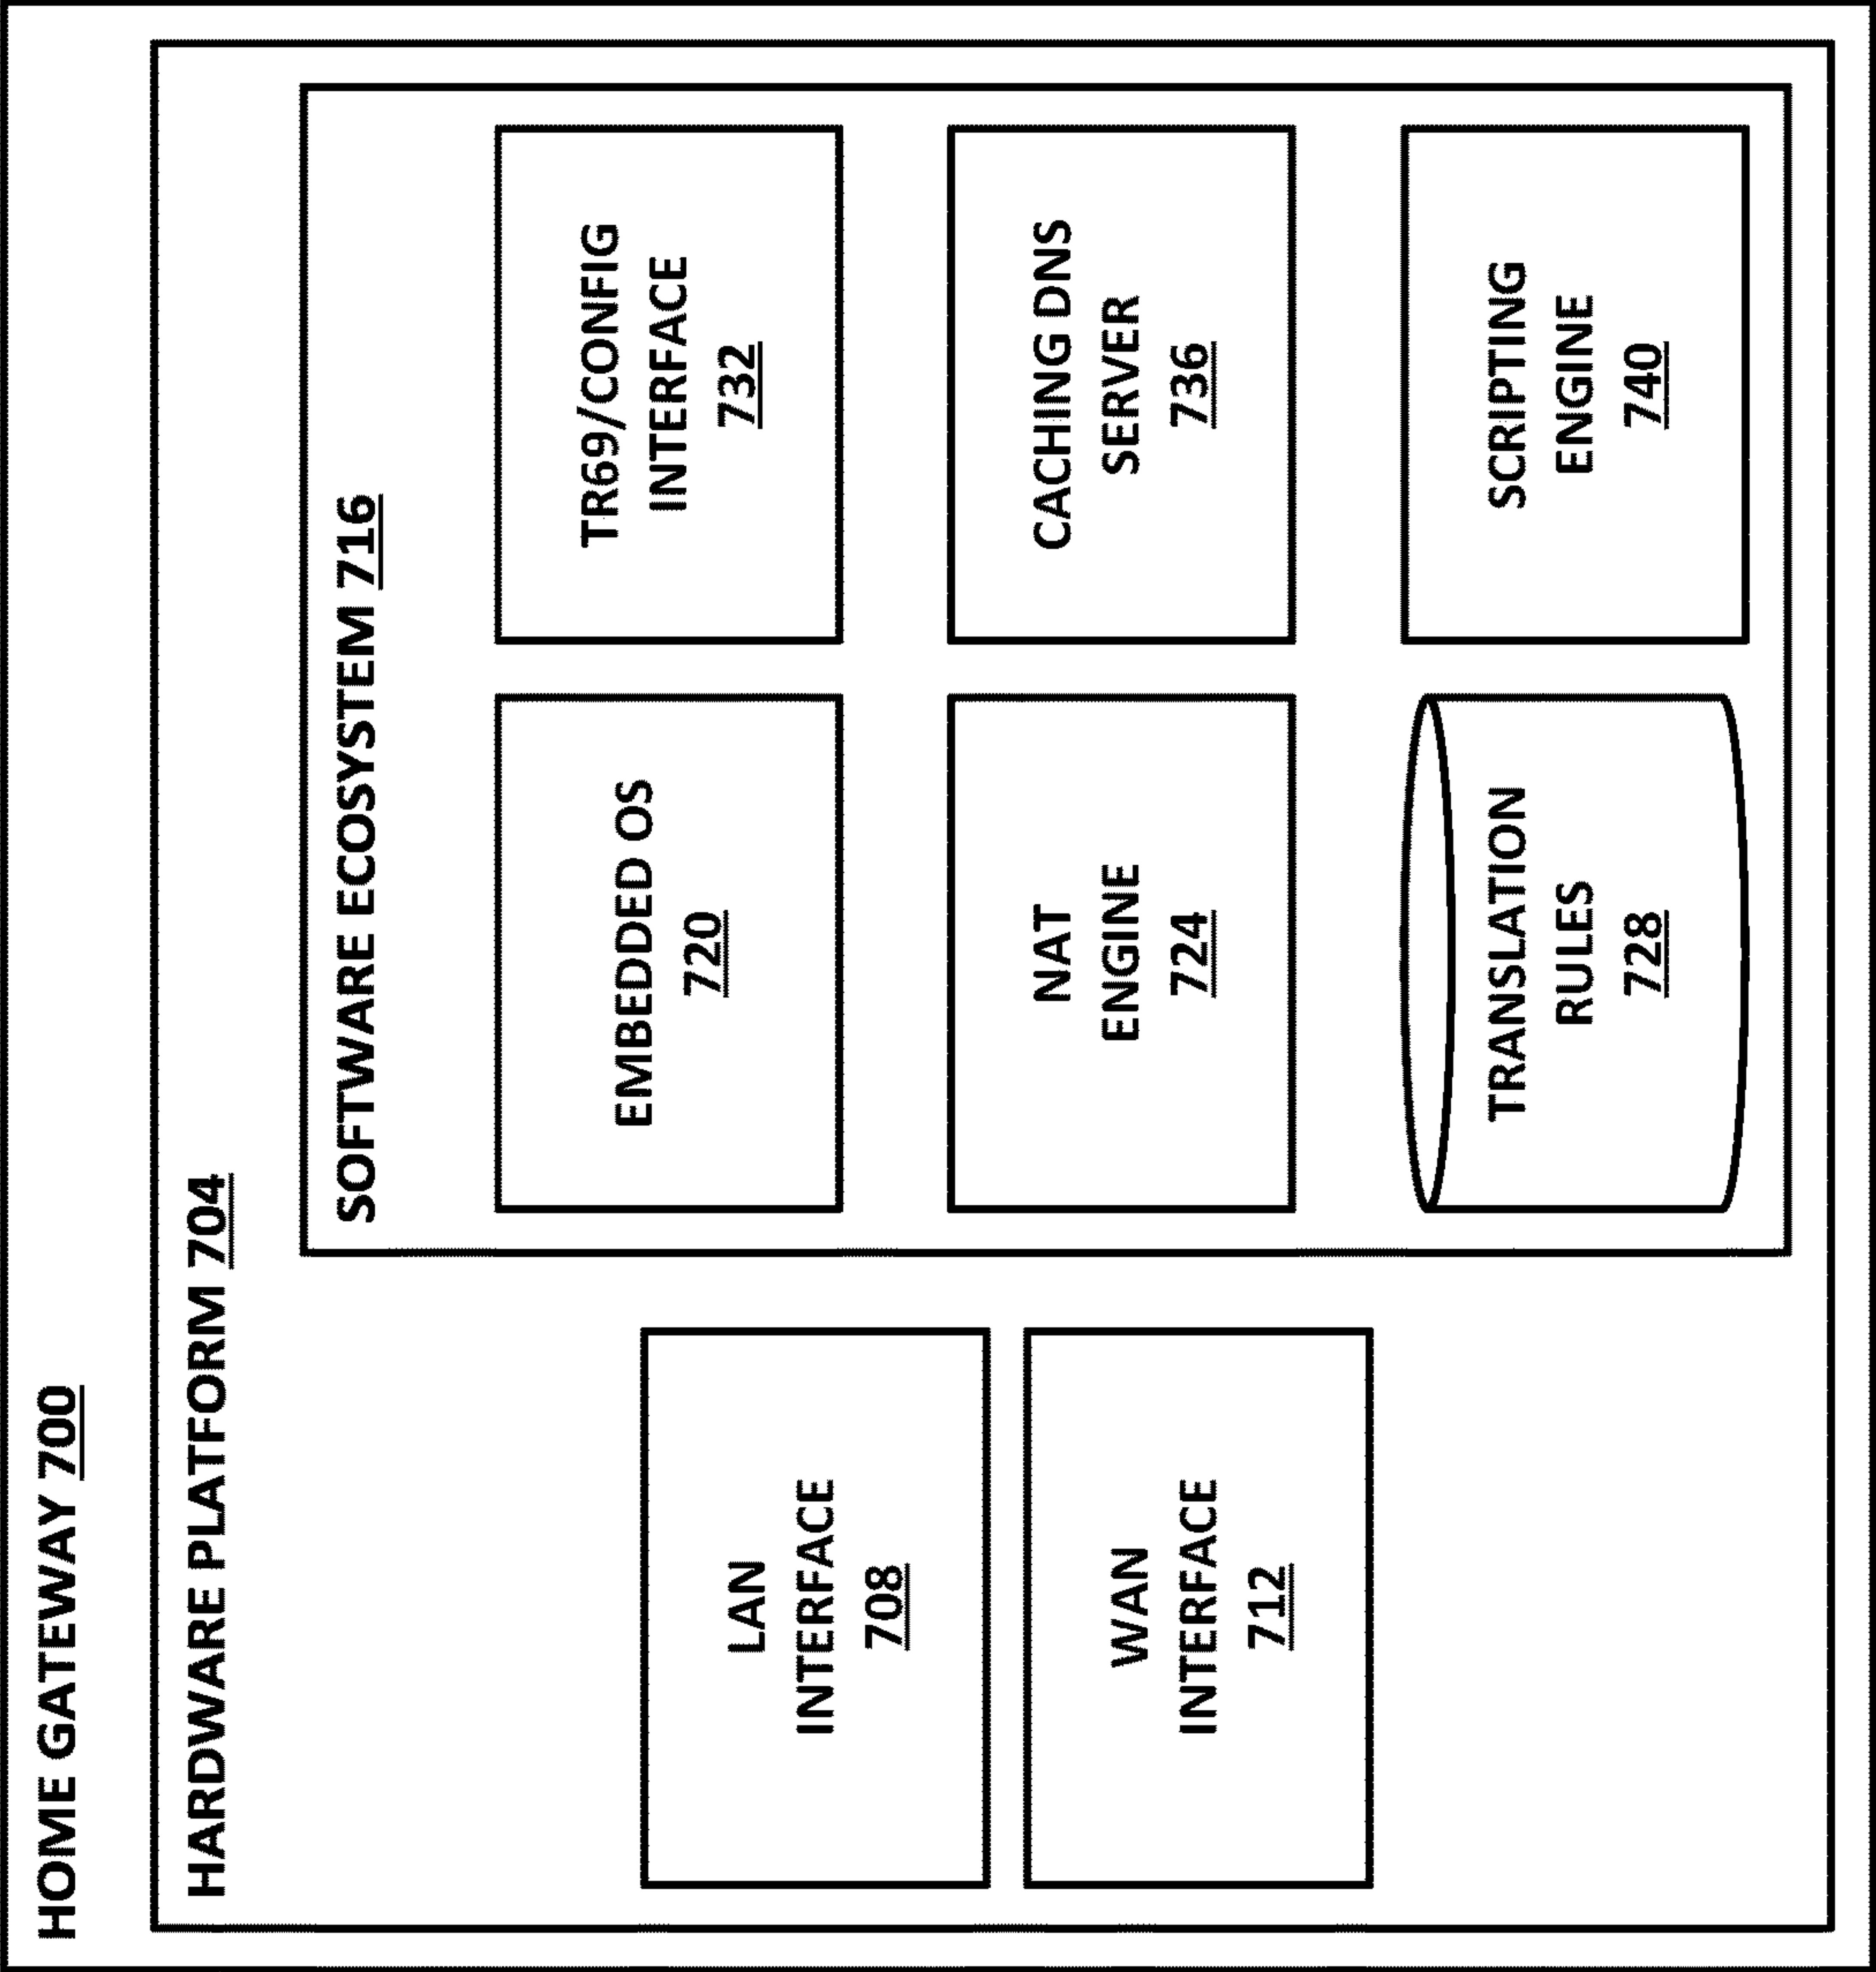 HOME GATEWAY 700
HARDWARE PLATFORM 704
LAN
INTERFACE
708
WAN
INTERFACE
712
SOFTWARE ECOSYSTEM 716
EMBEDDED OS
720
NAT
ENGINE
724
TRANSLATION
RULES
728
TR69/CONFIG
INTERFACE
732
CACHING DNS
SERVER
736
SCRIPTING
ENGINE
740